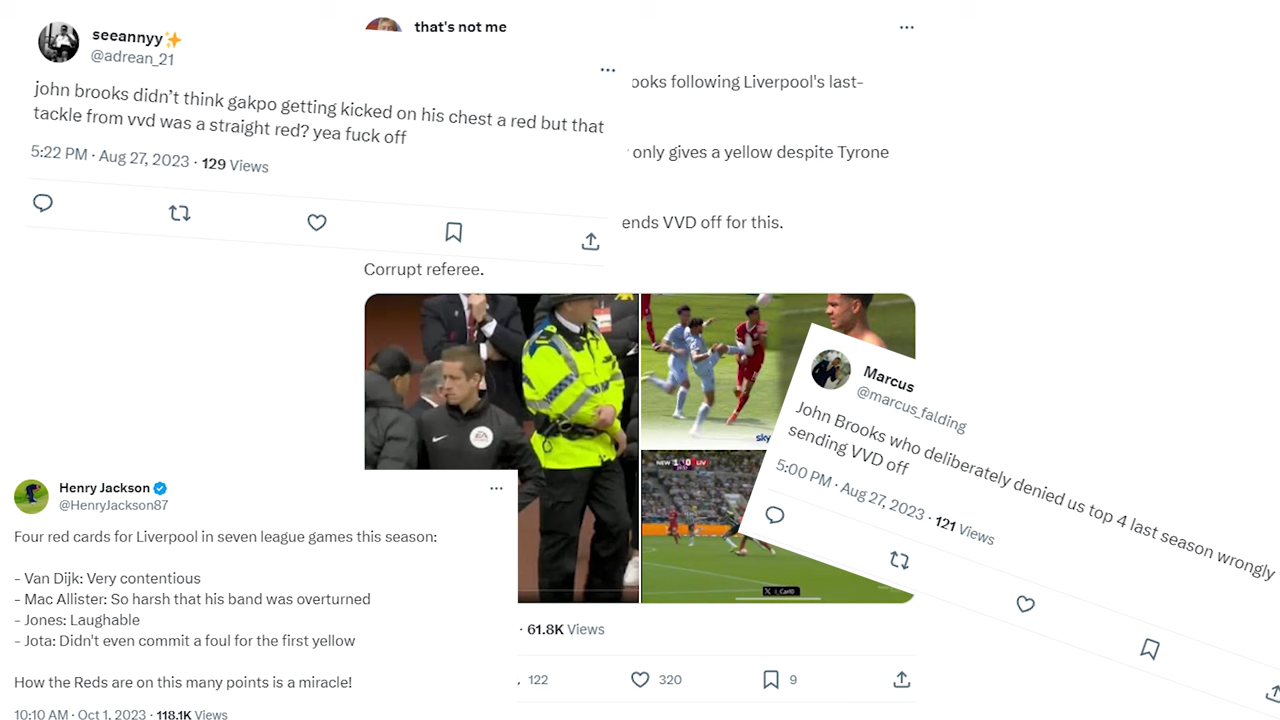 seeannyy
@adrean_21
john brooks didn’t think gakpo getting kicked on his chest a red but that
tackle from vvd was a straight red? yea fuck off
5:22 PM · Aug 27, 2023 · 129 Views
that's not me
ooks following Liverpool's last-
only gives a yellow despite Tyrone
ends VVD off for this.
Corrupt referee.
sky
NEW 1 0 LIV
61.8K Views
122
320
9
Marcus
@marcus_falding
John Brooks who deliberately denied us top 4 last season wrongly
sending VVD off
5:00 PM · Aug 27, 2023 · 121 Views
Henry Jackson
@HenryJackson87
Four red cards for Liverpool in seven league games this season:
- Van Dijk: Very contentious
- Mac Allister: So harsh that his band was overturned
- Jones: Laughable
- Jota: Didn't even commit a foul for the first yellow
How the Reds are on this many points is a miracle!
10:10 AM · Oct 1, 2023 · 118.1K Views